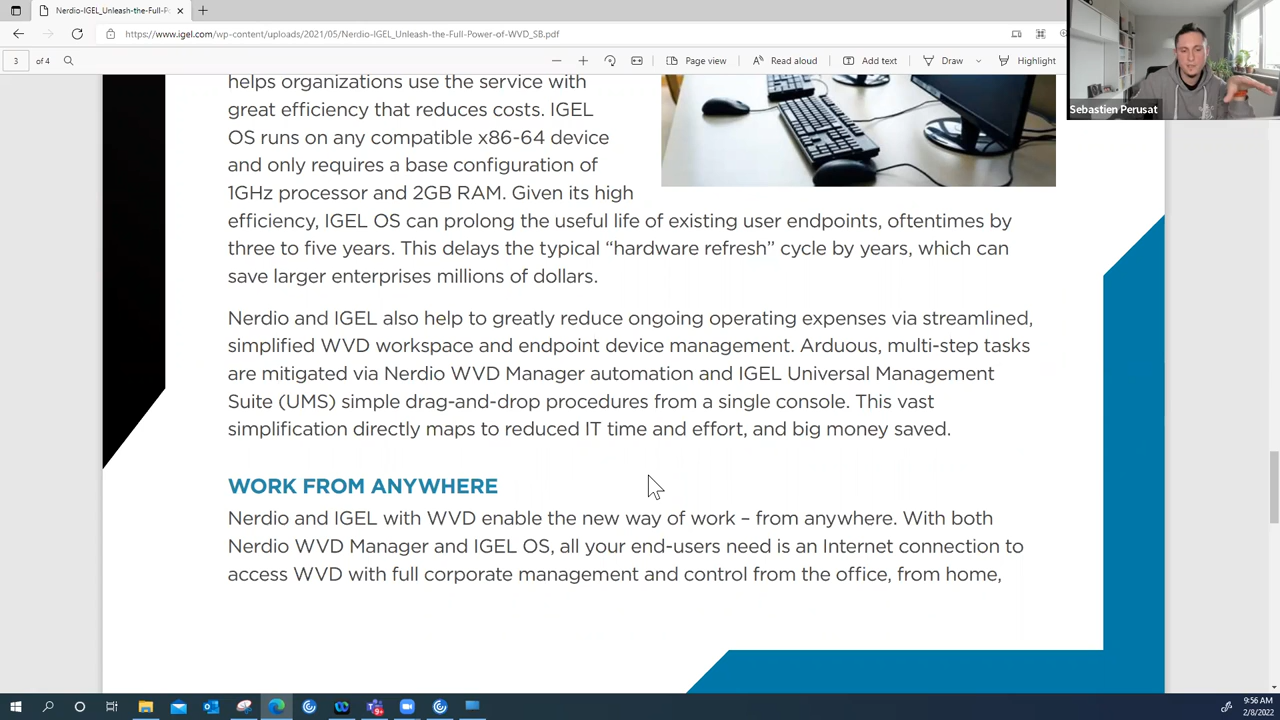 Nerdio-IGEL_Unleash-the-Full-P
https://www.igel.com/wp-content/uploads/2021/05/Nerdio-IGEL_Unleash-the-Full-Power-of-WVD_SB.pdf
3 of 4 Page view Read aloud Add text Draw Highlight
Sebastien Perusat
helps organizations use the service with
great efficiency that reduces costs. IGEL
OS runs on any compatible x86-64 device
and only requires a base configuration of
1GHz processor and 2GB RAM. Given its high
efficiency, IGEL OS can prolong the useful life of existing user endpoints, oftentimes by
three to five years. This delays the typical “hardware refresh” cycle by years, which can
save larger enterprises millions of dollars.
Nerdio and IGEL also help to greatly reduce ongoing operating expenses via streamlined,
simplified WVD workspace and endpoint device management. Arduous, multi-step tasks
are mitigated via Nerdio WVD Manager automation and IGEL Universal Management
Suite (UMS) simple drag-and-drop procedures from a single console. This vast
simplification directly maps to reduced IT time and effort, and big money saved.
WORK FROM ANYWHERE
Nerdio and IGEL with WVD enable the new way of work – from anywhere. With both
Nerdio WVD Manager and IGEL OS, all your end-users need is an Internet connection to
access WVD with full corporate management and control from the office, from home,
9:56 AM
2/8/2022